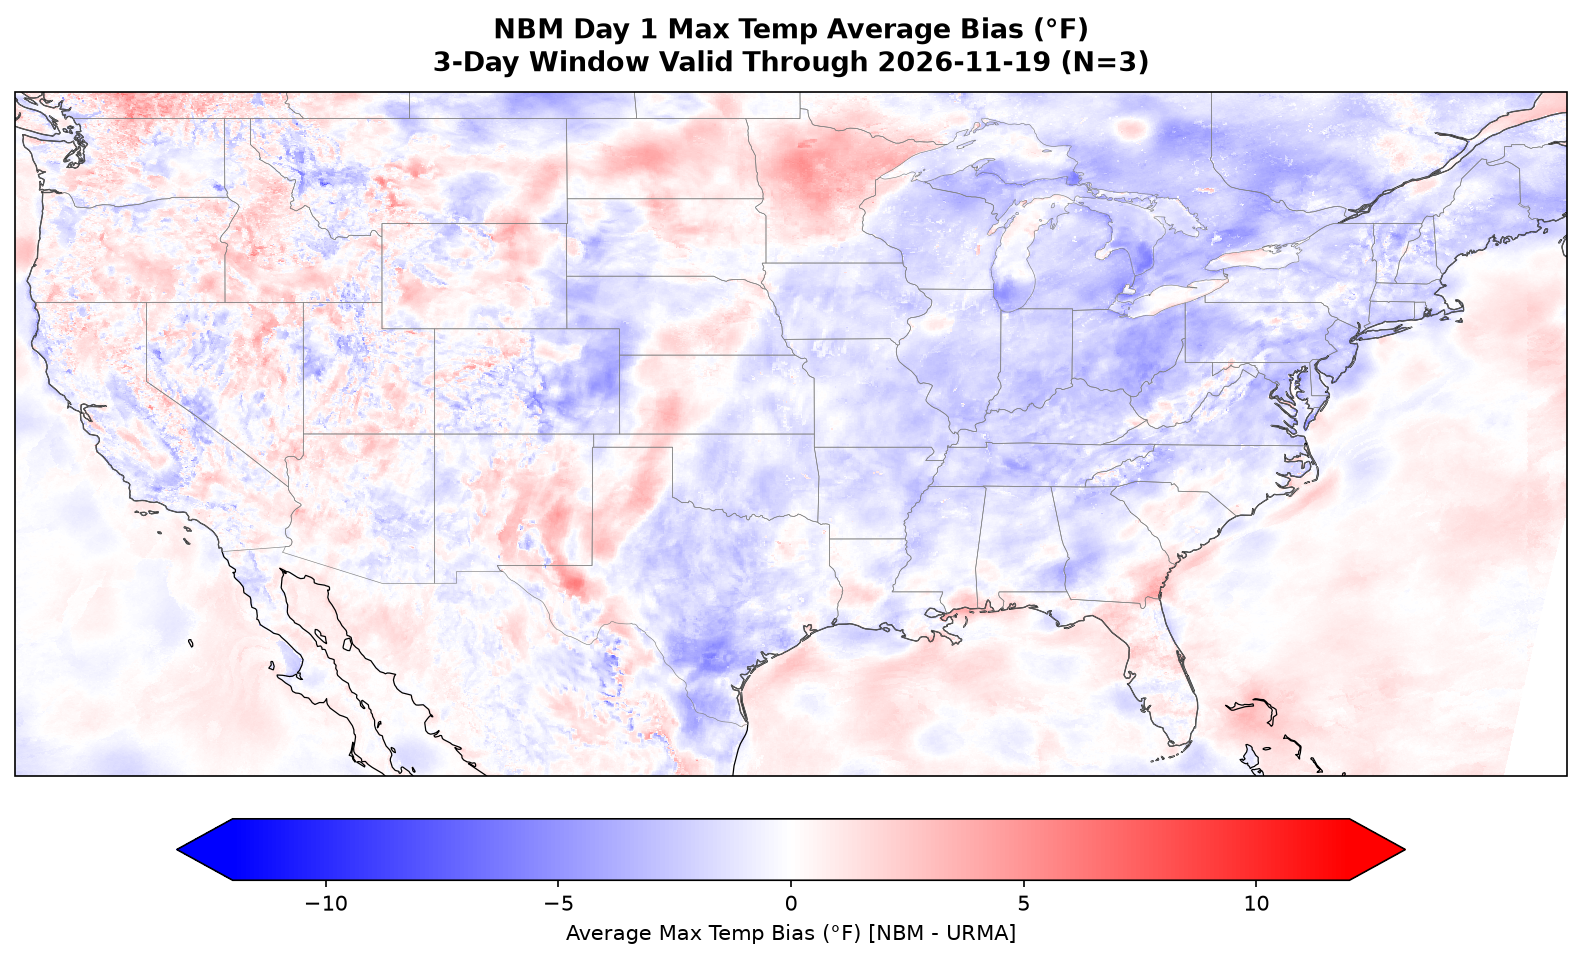 NBM Day 1 Max Temp Average Bias (°F)
3-Day Window Valid Through 2026-11-19 (N=3)
−10 −5 0 5 10
Average Max Temp Bias (°F) [NBM - URMA]